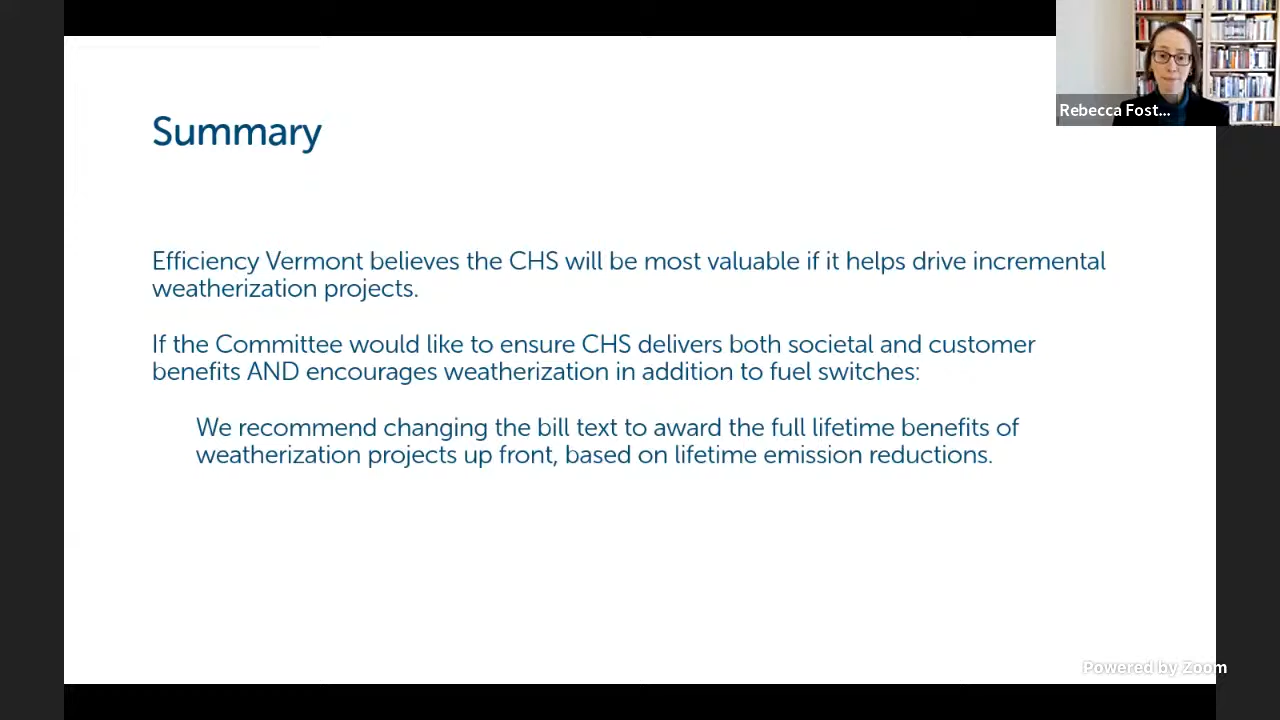 Rebecca Fost...
Summary
Efficiency Vermont believes the CHS will be most valuable if it helps drive incremental
weatherization projects.
If the Committee would like to ensure CHS delivers both societal and customer
benefits AND encourages weatherization in addition to fuel switches:
We recommend changing the bill text to award the full lifetime benefits of
weatherization projects up front, based on lifetime emission reductions.
Powered by Zoom